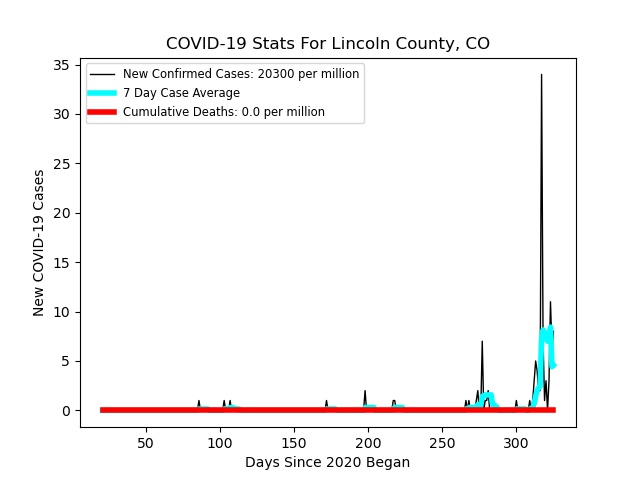 COVID-19 Stats For Lincoln County, CO
New Confirmed Cases: 20300 per million
7 Day Case Average
Cumulative Deaths: 0.0 per million
New COVID-19 Cases
35
30
25
20
15
10
5
0
50 100 150 200 250 300
Days Since 2020 Began